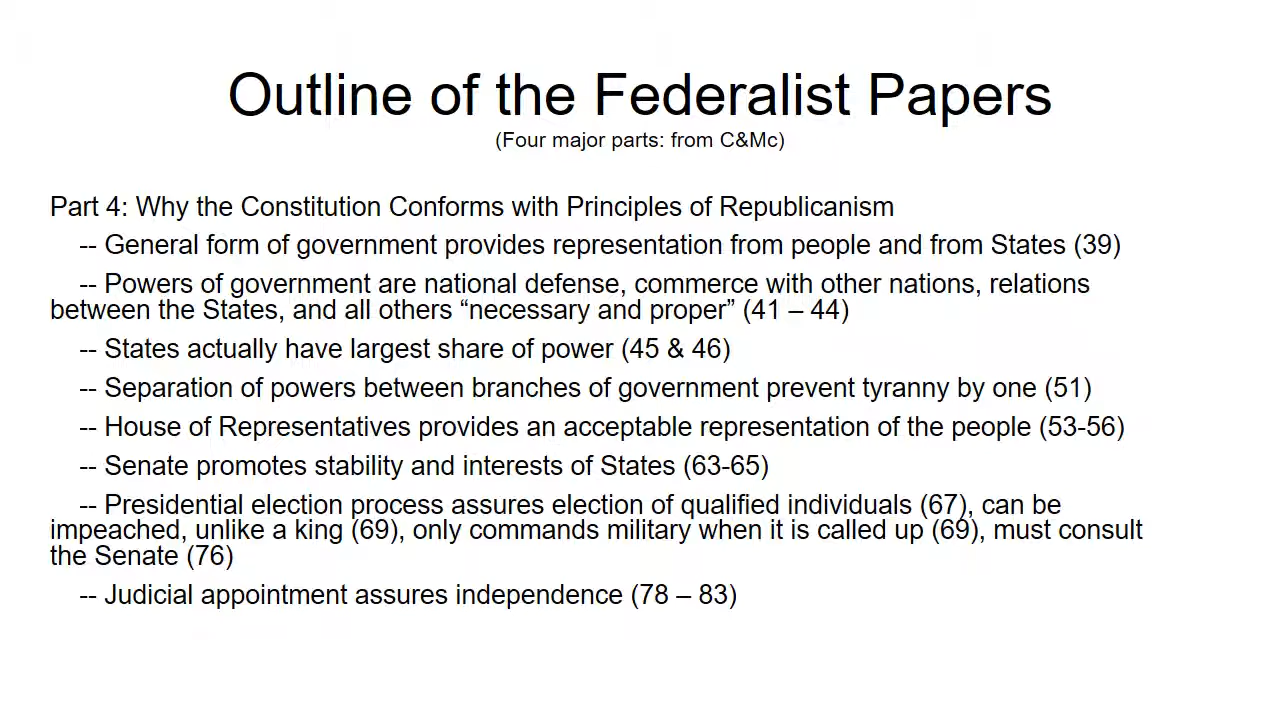 Outline of the Federalist Papers
(Four major parts: from C&Mc)
Part 4: Why the Constitution Conforms with Principles of Republicanism
-- General form of government provides representation from people and from States (39)
-- Powers of government are national defense, commerce with other nations, relations
between the States, and all others “necessary and proper” (41 – 44)
-- States actually have largest share of power (45 & 46)
-- Separation of powers between branches of government prevent tyranny by one (51)
-- House of Representatives provides an acceptable representation of the people (53-56)
-- Senate promotes stability and interests of States (63-65)
-- Presidential election process assures election of qualified individuals (67), can be
impeached, unlike a king (69), only commands military when it is called up (69), must consult
the Senate (76)
-- Judicial appointment assures independence (78 – 83)